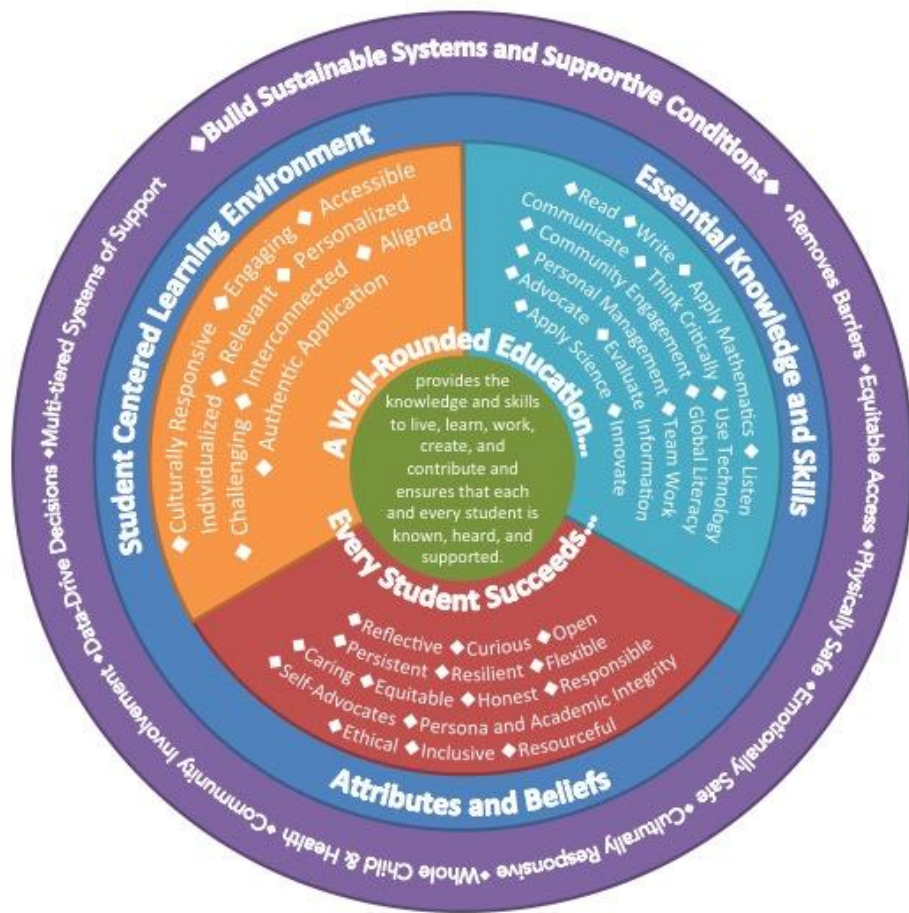 ◆Build Sustainable Systems and Supportive Conditions◆
◆Removes Barriers ◆Equitable Access ◆Physically Safe ◆Emotionally Safe ◆Culturally Responsive ◆Whole Child & Health ◆Community Involvement ◆Data-Drive Decisions ◆Multi-tiered Systems of Support
Student Centered Learning Environment
◆Culturally Responsive ◆Engaging ◆Accessible
Individualized ◆Relevant ◆Personalized
◆Challenging ◆Interconnected ◆Aligned
◆Authentic Application
Essential Knowledge and Skills
◆Read ◆Write ◆Apply Mathematics ◆Listen
Communicate ◆Think Critically ◆Use Technology
◆Community Engagement ◆Global Literacy
◆Personal Management ◆Team Work
◆Advocate ◆Evaluate Information
◆Apply Science ◆Innovate
A Well-Rounded Education...
provides the
knowledge and skills
to live, learn, work,
create, and
contribute and
ensures that each
and every student is
known, heard, and
supported.
Every Student Succeeds...
◆Reflective ◆Curious ◆Open
◆Persistent ◆Resilient ◆Flexible
◆Caring ◆Equitable ◆Honest ◆Responsible
◆Self-Advocates ◆Persona and Academic Integrity
◆Ethical ◆Inclusive ◆Resourceful
Attributes and Beliefs